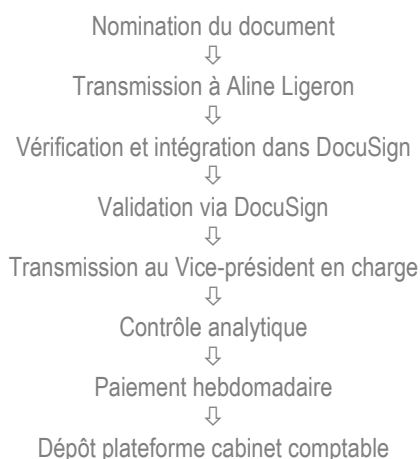 Nomination du document
⇩
Transmission à Aline Ligeron
⇩
Vérification et intégration dans DocuSign
⇩
Validation via DocuSign
⇩
Transmission au Vice-président en charge
⇩
Contrôle analytique
⇩
Paiement hebdomadaire
⇩
Dépôt plateforme cabinet comptable